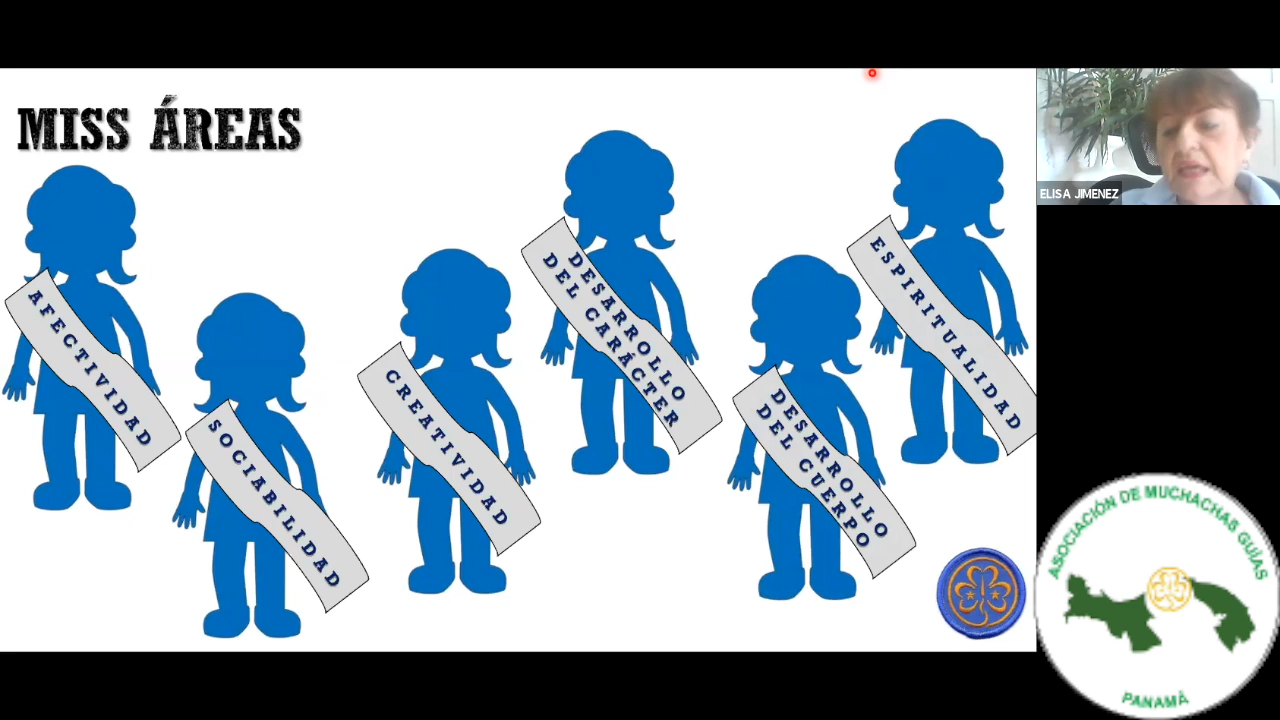 MISS ÁREAS
AFECTIVIDAD
SOCIABILIDAD
CREATIVIDAD
DESARROLLO
DEL CARÁCTER
DESARROLLO
DEL CUERPO
ESPIRITUALIDAD
ELISA JIMENEZ
ASOCIACIÓN DE MUCHACHAS GUÍAS
PANAMÁ